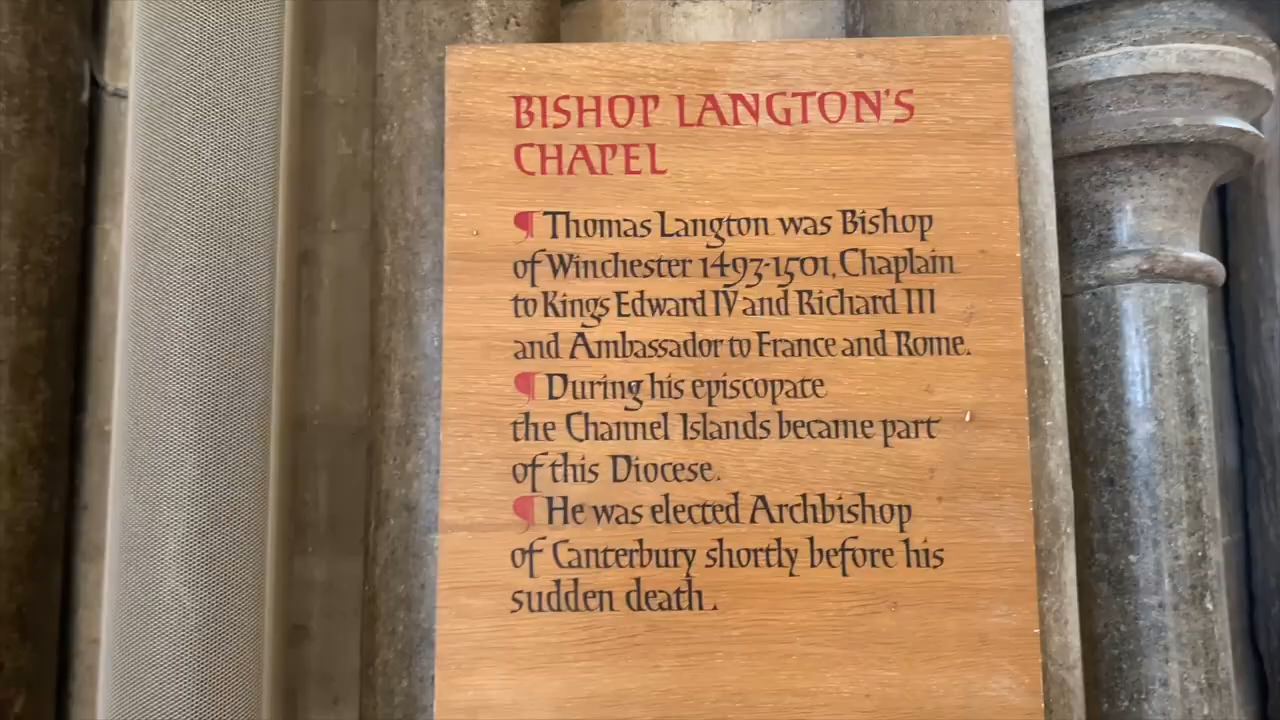 BISHOP LANGTON'S
CHAPEL
¶ Thomas Langton was Bishop
of Winchester 1493-1501, Chaplain
to Kings Edward IV and Richard III
and Ambassador to France and Rome.
¶ During his episcopate
the Channel Islands became part
of this Diocese.
¶ He was elected Archbishop
of Canterbury shortly before his
sudden death.